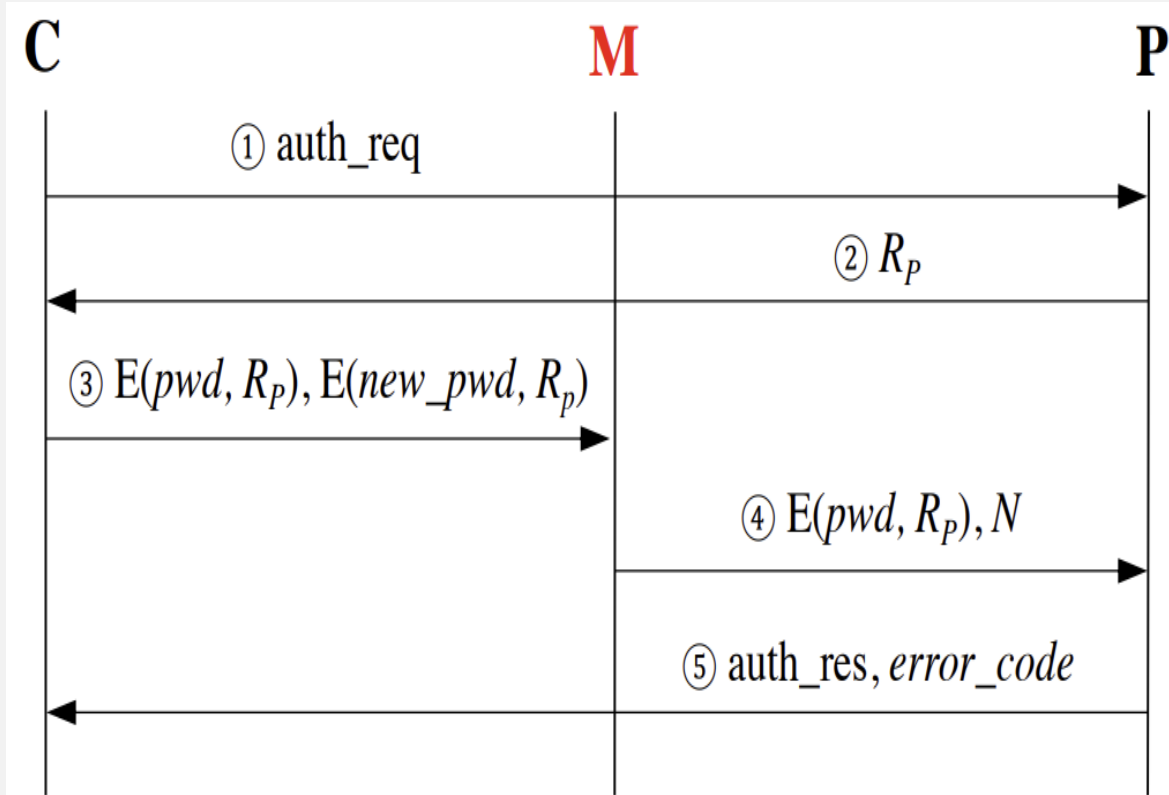 C M P
① auth_req
② R_P
③ E(pwd, R_P), E(new_pwd, R_p)
④ E(pwd, R_P), N
⑤ auth_res, error_code